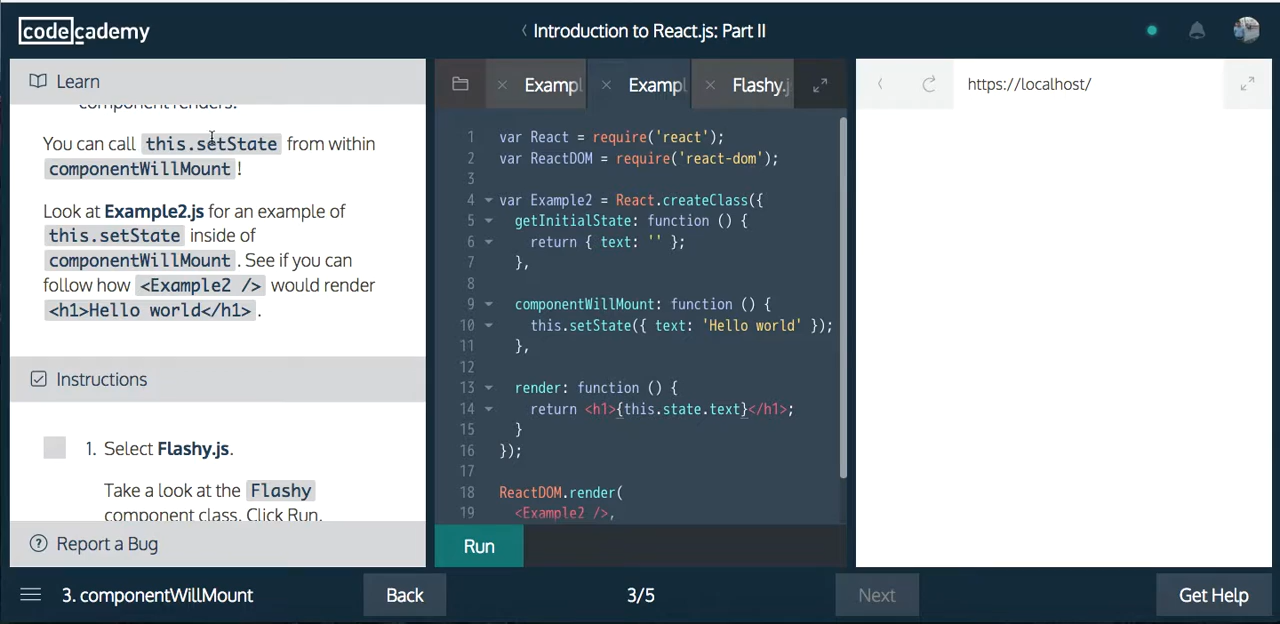 codecademy
Introduction to React.js: Part II
Learn
component renders.
You can call this.setState from within
componentWillMount !
Look at Example2.js for an example of
this.setState inside of
componentWillMount . See if you can
follow how <Example2 /> would render
<h1>Hello world</h1> .
Instructions
1. Select Flashy.js.
Take a look at the Flashy
component class. Click Run.
? Report a Bug
Exampl
Exampl
Flashy.j
1 var React = require('react');
2 var ReactDOM = require('react-dom');
3
4 var Example2 = React.createClass({
5 getInitialState: function () {
6 return { text: '' };
7 },
8
9 componentWillMount: function () {
10 this.setState({ text: 'Hello world' });
11 },
12
13 render: function () {
14 return <h1>{this.state.text}</h1>;
15 }
16 });
17
18 ReactDOM.render(
19 <Example2 />,
Run
https://localhost/
3. componentWillMount
Back
3/5
Next
Get Help